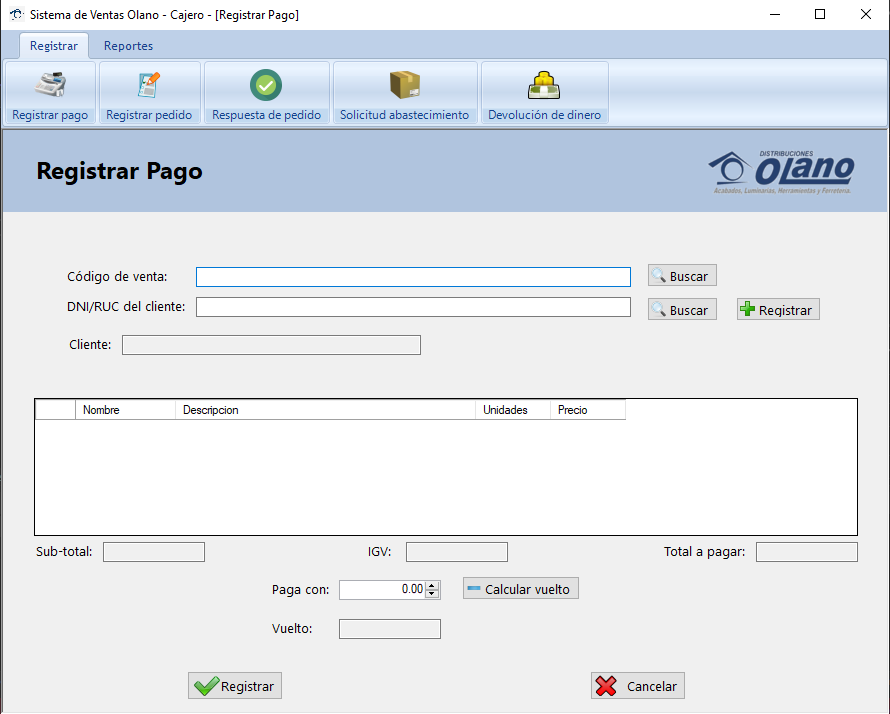 Sistema de Ventas Olano - Cajero - [Registrar Pago]
Registrar Reportes
Registrar pago Registrar pedido Respuesta de pedido Solicitud abastecimiento Devolución de dinero
Registrar Pago
DISTRIBUCIONES
OLano
Acabados, Luminarias, Herramientas y Ferretería.
Código de venta: Buscar
DNI/RUC del cliente: Buscar Registrar
Cliente:
Nombre Descripcion Unidades Precio
Sub-total: IGV: Total a pagar:
Paga con: 0.00 Calcular vuelto
Vuelto:
Registrar Cancelar